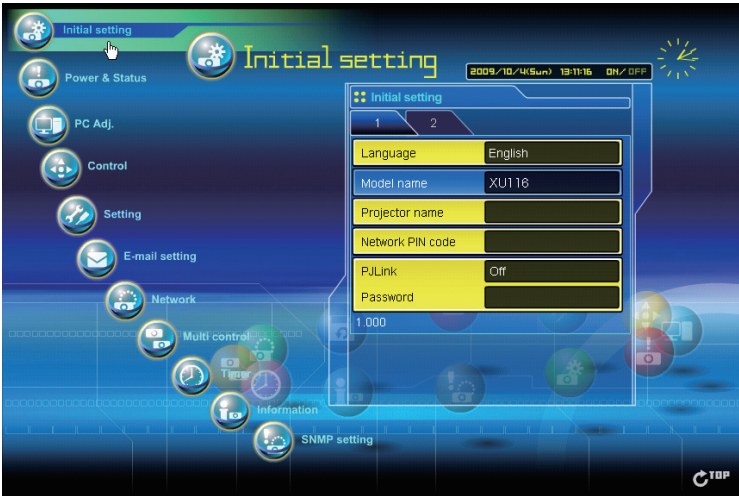 Initial setting
Power & Status
PC Adj.
Control
Setting
E-mail setting
Network
Multi control
Timer
Information
SNMP setting
Initial setting
2009/10/4(Sun) 13:11:16 ON/OFF
Initial setting
1 2
Language English
Model name XU116
Projector name
Network PIN code
PJLink Off
Password
1.000
TOP